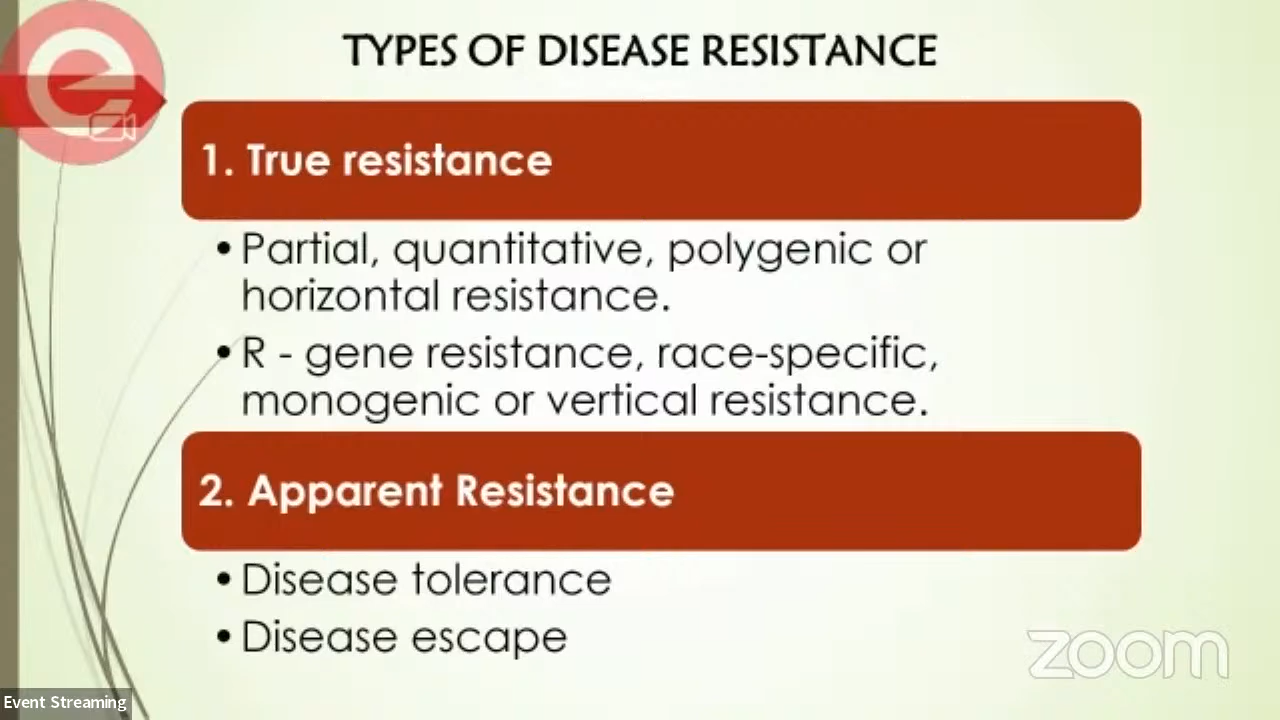 TYPES OF DISEASE RESISTANCE
1. True resistance
•Partial, quantitative, polygenic or
horizontal resistance.
•R - gene resistance, race-specific,
monogenic or vertical resistance.
2. Apparent Resistance
•Disease tolerance
•Disease escape
zoom
Event Streaming